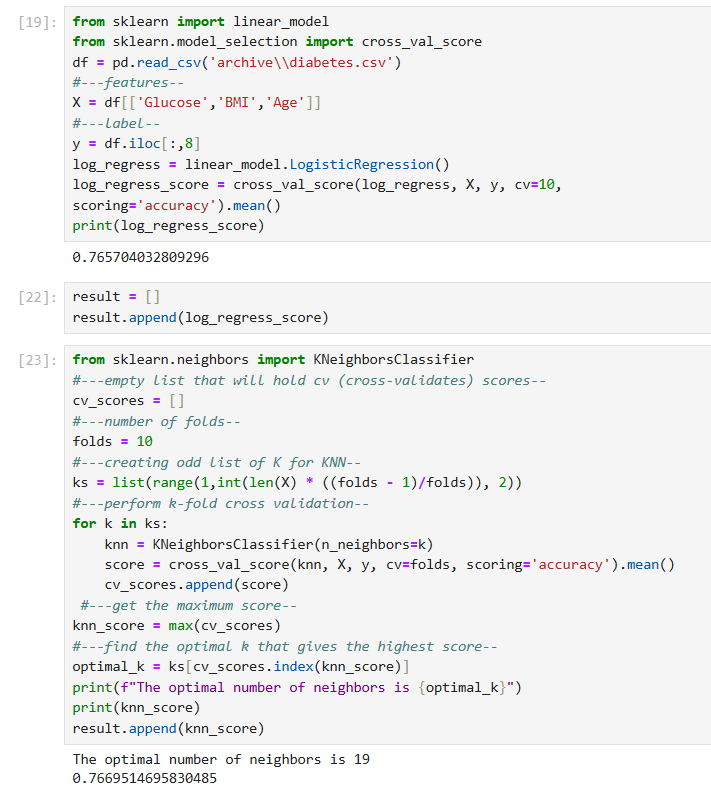 [19]:
from sklearn import linear_model
from sklearn.model_selection import cross_val_score
df = pd.read_csv('archive\\diabetes.csv')
#---features--
X = df[['Glucose','BMI','Age']]
#---label--
y = df.iloc[:,8]
log_regress = linear_model.LogisticRegression()
log_regress_score = cross_val_score(log_regress, X, y, cv=10,
scoring='accuracy').mean()
print(log_regress_score)
0.765704032809296
[22]:
result = []
result.append(log_regress_score)
[23]:
from sklearn.neighbors import KNeighborsClassifier
#---empty list that will hold cv (cross-validates) scores--
cv_scores = []
#---number of folds--
folds = 10
#---creating odd list of K for KNN--
ks = list(range(1,int(len(X) * ((folds - 1)/folds)), 2))
#---perform k-fold cross validation--
for k in ks:
    knn = KNeighborsClassifier(n_neighbors=k)
    score = cross_val_score(knn, X, y, cv=folds, scoring='accuracy').mean()
    cv_scores.append(score)
 #---get the maximum score--
knn_score = max(cv_scores)
#---find the optimal k that gives the highest score--
optimal_k = ks[cv_scores.index(knn_score)]
print(f"The optimal number of neighbors is {optimal_k}")
print(knn_score)
result.append(knn_score)
The optimal number of neighbors is 19
0.7669514695830485